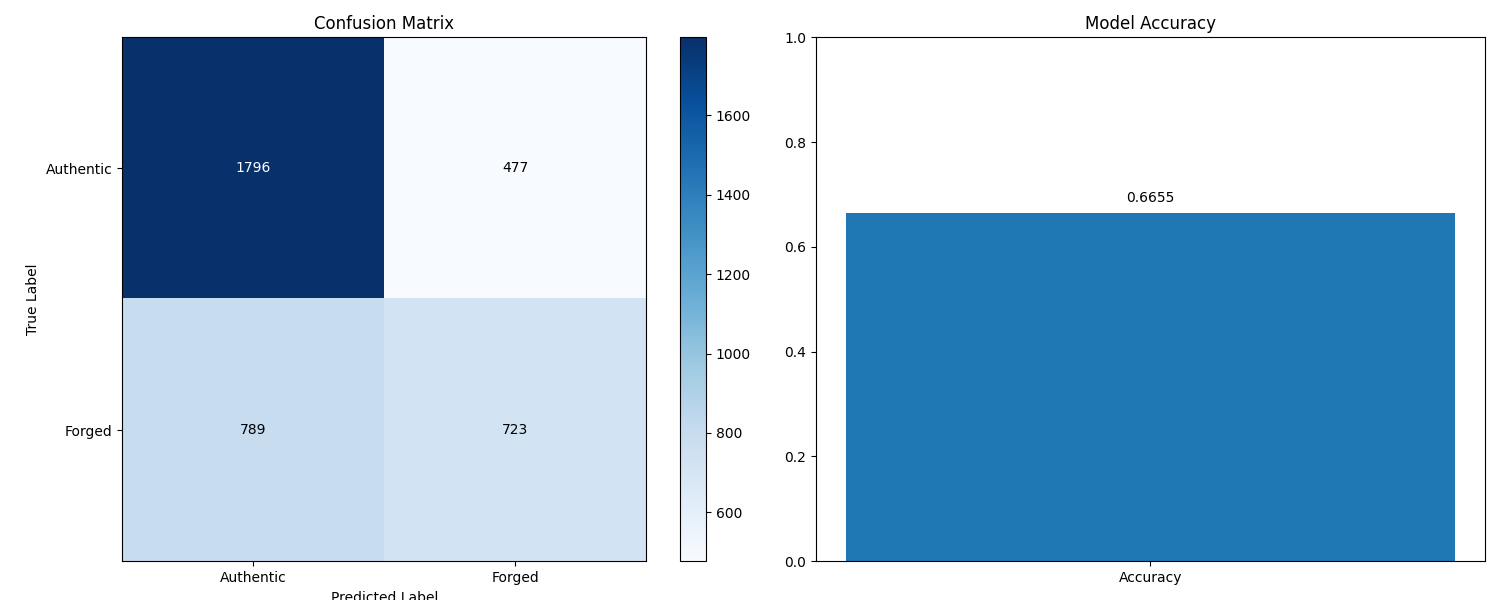 Confusion Matrix
Authentic
Forged
True Label
1796
477
789
723
Authentic
Forged
Predicted Label
1600
1400
1200
1000
800
600
Model Accuracy
1.0
0.8
0.6
0.4
0.2
0.0
0.6655
Accuracy